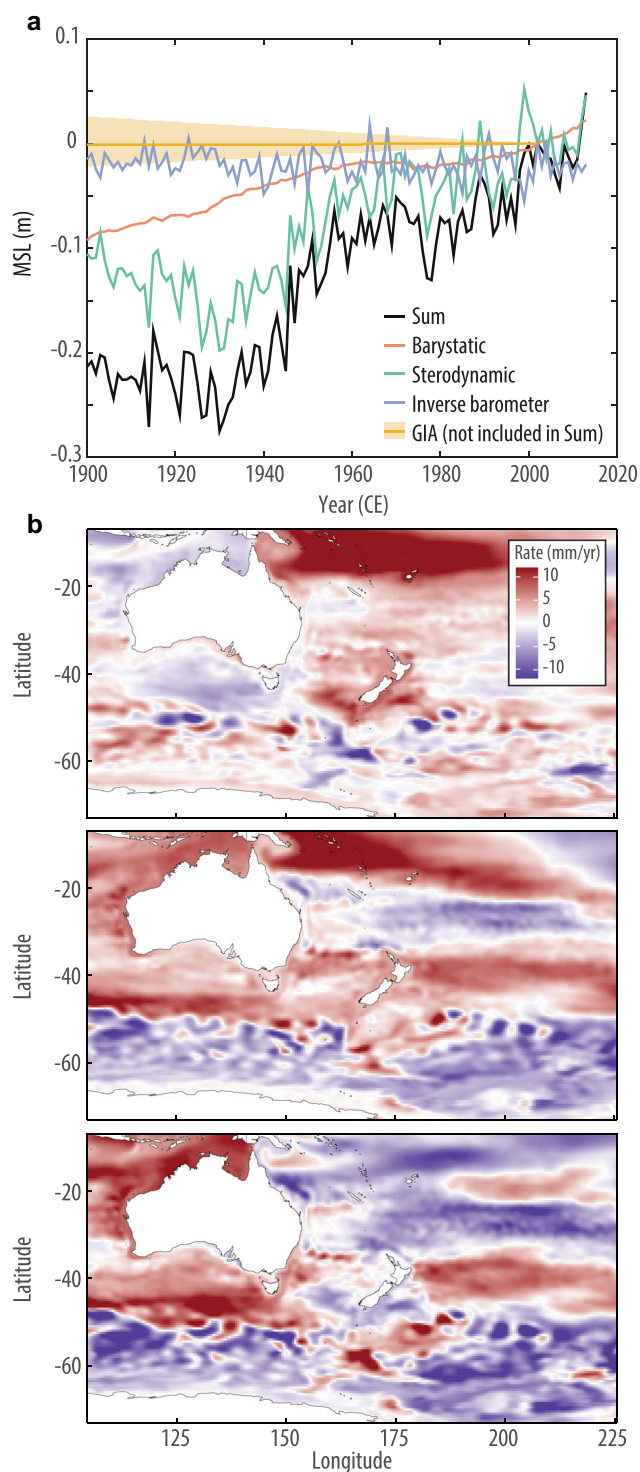 a
0.1
0
-0.1
-0.2
-0.3
MSL (m)
Sum
Barystatic
Sterodynamic
Inverse barometer
GIA (not included in Sum)
1900 1920 1940 1960 1980 2000 2020
Year (CE)
b
Rate (mm/yr)
10
5
0
-5
-10
-20
-40
-60
Latitude
-20
-40
-60
Latitude
-20
-40
-60
Latitude
125 150 175 200 225
Longitude